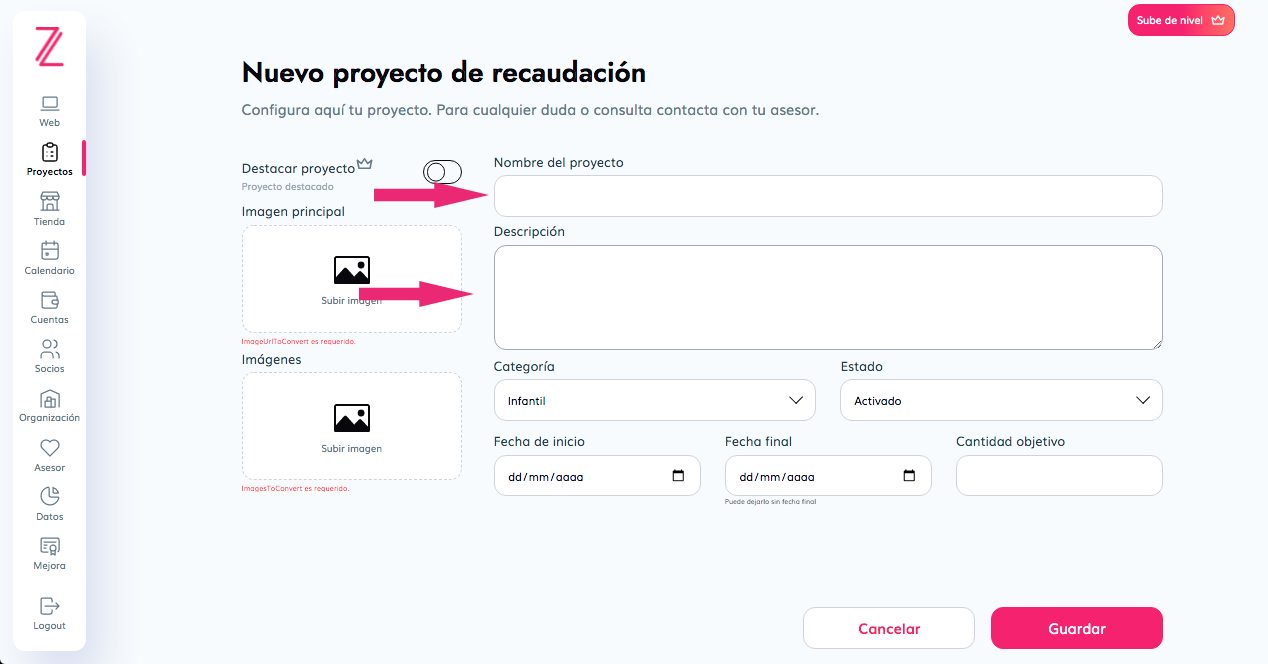 Sube de nivel
Web
Proyectos
Tienda
Calendario
Cuentas
Socios
Organización
Asesor
Datos
Mejora
Logout
Nuevo proyecto de recaudación
Configura aquí tu proyecto. Para cualquier duda o consulta contacta con tu asesor.
Destacar proyecto
Proyecto destacado
Imagen principal
Subir imagen
ImageUrlToConvert es requerido.
Imágenes
Subir imagen
ImagesToConvert es requerido.
Nombre del proyecto
Descripción
Categoría
Estado
Infantil
Activado
Fecha de inicio
Fecha final
Cantidad objetivo
dd/mm/aaaa
dd/mm/aaaa
Puede dejarlo sin fecha final
Cancelar
Guardar